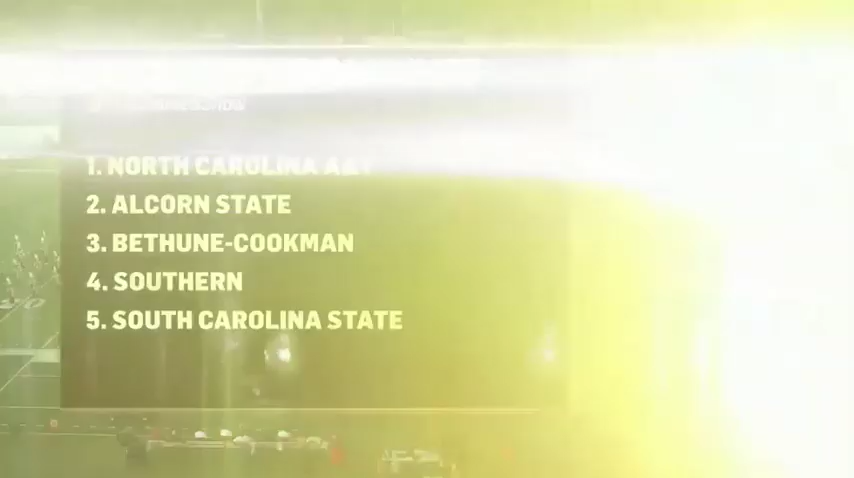 1. NORTH CAROLINA A&T
2. ALCORN STATE
3. BETHUNE-COOKMAN
4. SOUTHERN
5. SOUTH CAROLINA STATE